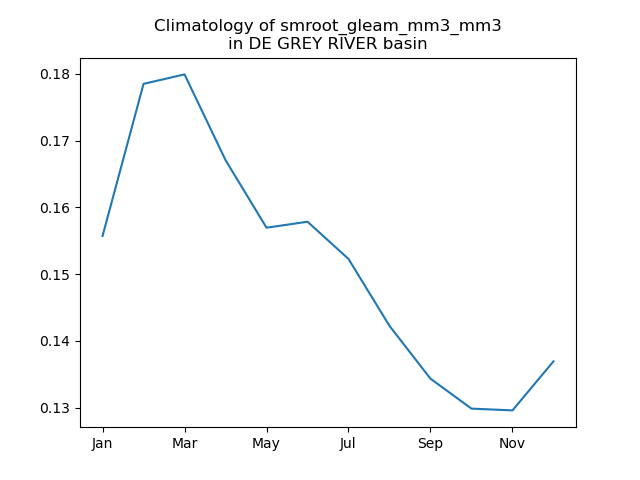 Climatology of smroot_gleam_mm3_mm3
in DE GREY RIVER basin
0.18
0.17
0.16
0.15
0.14
0.13
Jan Mar May Jul Sep Nov